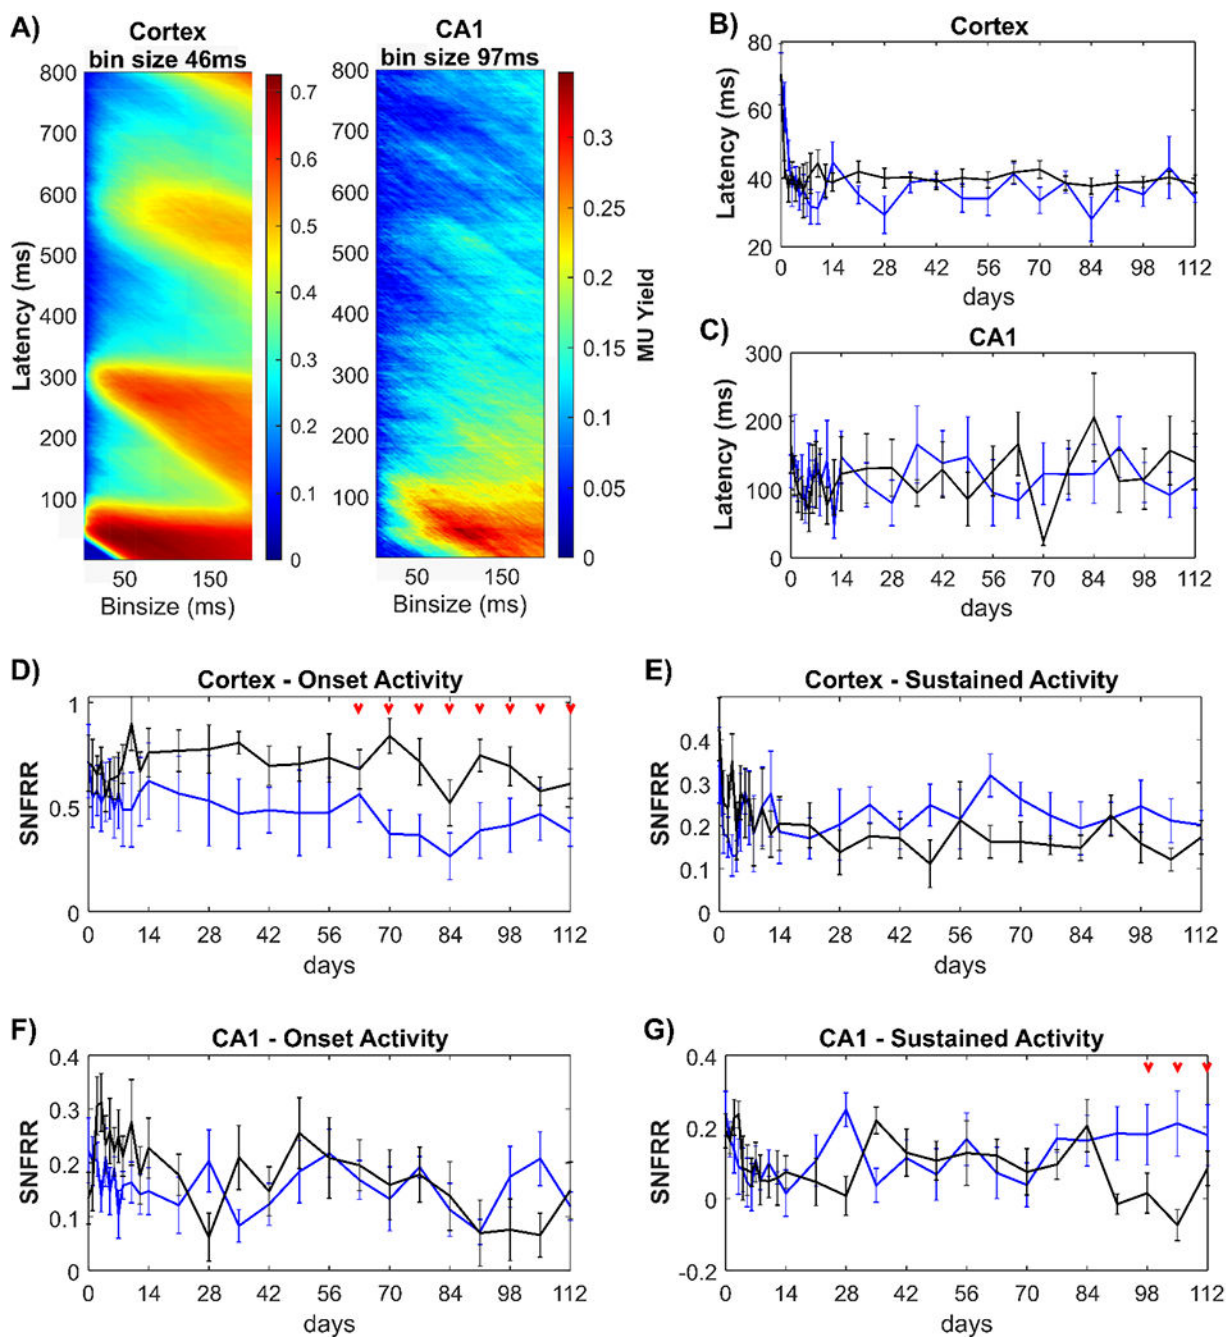 A)
Cortex
bin size 46ms
800
700
600
500
400
300
200
100
Latency (ms)
50 150
Binsize (ms)
0.7
0.6
0.5
0.4
0.3
0.2
0.1
0
CA1
bin size 97ms
800
700
600
500
400
300
200
100
50 150
Binsize (ms)
0.3
0.25
0.2
0.15
0.1
0.05
0
MU Yield
B)
Cortex
80
60
40
20
Latency (ms)
0 14 28 42 56 70 84 98 112
days
C)
CA1
300
200
100
0
Latency (ms)
0 14 28 42 56 70 84 98 112
days
D)
Cortex - Onset Activity
1
0.5
0
SNFRR
0 14 28 42 56 70 84 98 112
days
E)
Cortex - Sustained Activity
0.4
0.3
0.2
0.1
0
SNFRR
0 14 28 42 56 70 84 98 112
days
F)
CA1 - Onset Activity
0.4
0.3
0.2
0.1
0
SNFRR
0 14 28 42 56 70 84 98 112
days
G)
CA1 - Sustained Activity
0.4
0.2
0
-0.2
SNFRR
0 14 28 42 56 70 84 98 112
days